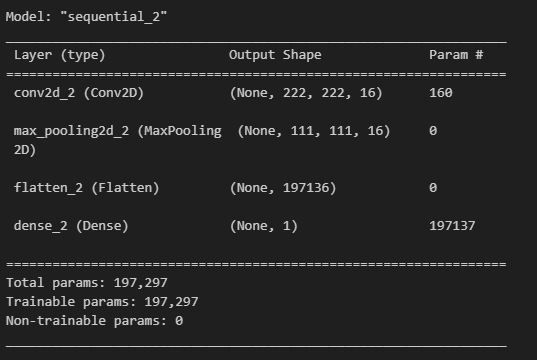 Model: "sequential_2"
_________________________________________________________________
 Layer (type)                Output Shape              Param #
=================================================================
 conv2d_2 (Conv2D)           (None, 222, 222, 16)      160
 max_pooling2d_2 (MaxPooling  (None, 111, 111, 16)     0
 2D)
 flatten_2 (Flatten)         (None, 197136)            0
 dense_2 (Dense)             (None, 1)                 197137
=================================================================
Total params: 197,297
Trainable params: 197,297
Non-trainable params: 0
_________________________________________________________________